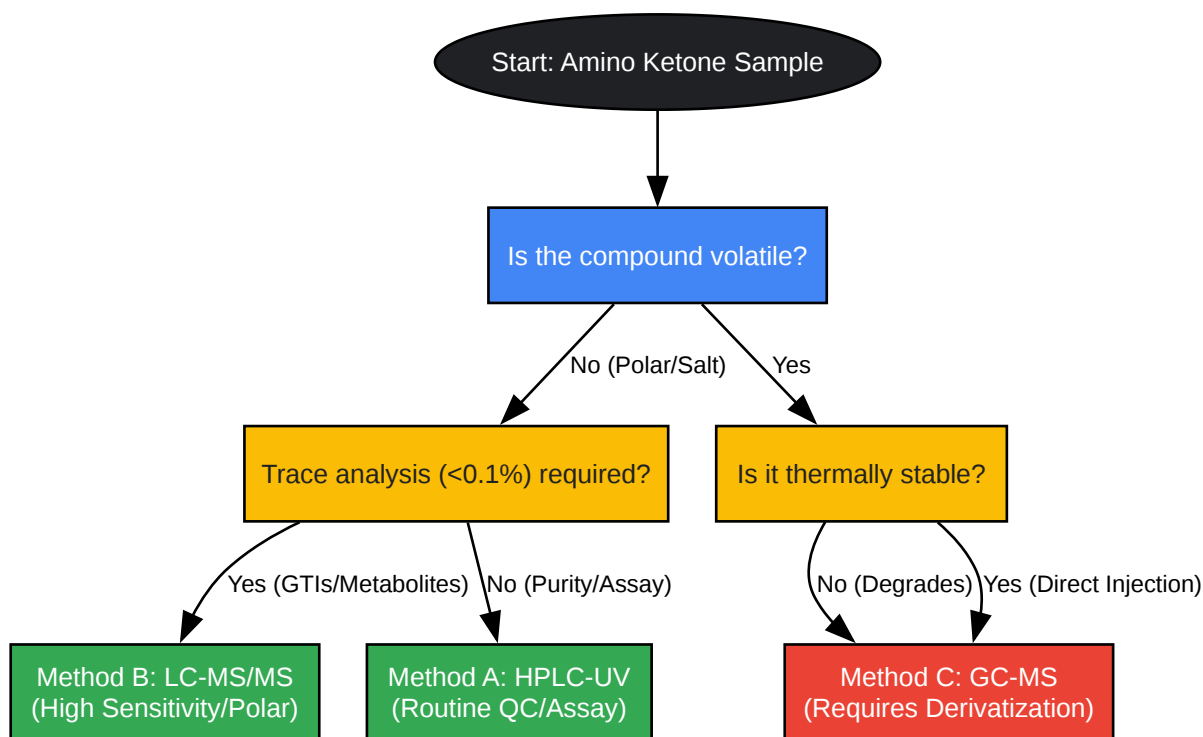 Start: Amino Ketone Sample
Is the compound volatile?
No (Polar/Salt)
Yes
Trace analysis (<0.1%) required?
Is it thermally stable?
Yes (GTIs/Metabolites)
No (Purity/Assay)
No (Degrades)
Yes (Direct Injection)
Method B: LC-MS/MS
(High Sensitivity/Polar)
Method A: HPLC-UV
(Routine QC/Assay)
Method C: GC-MS
(Requires Derivatization)